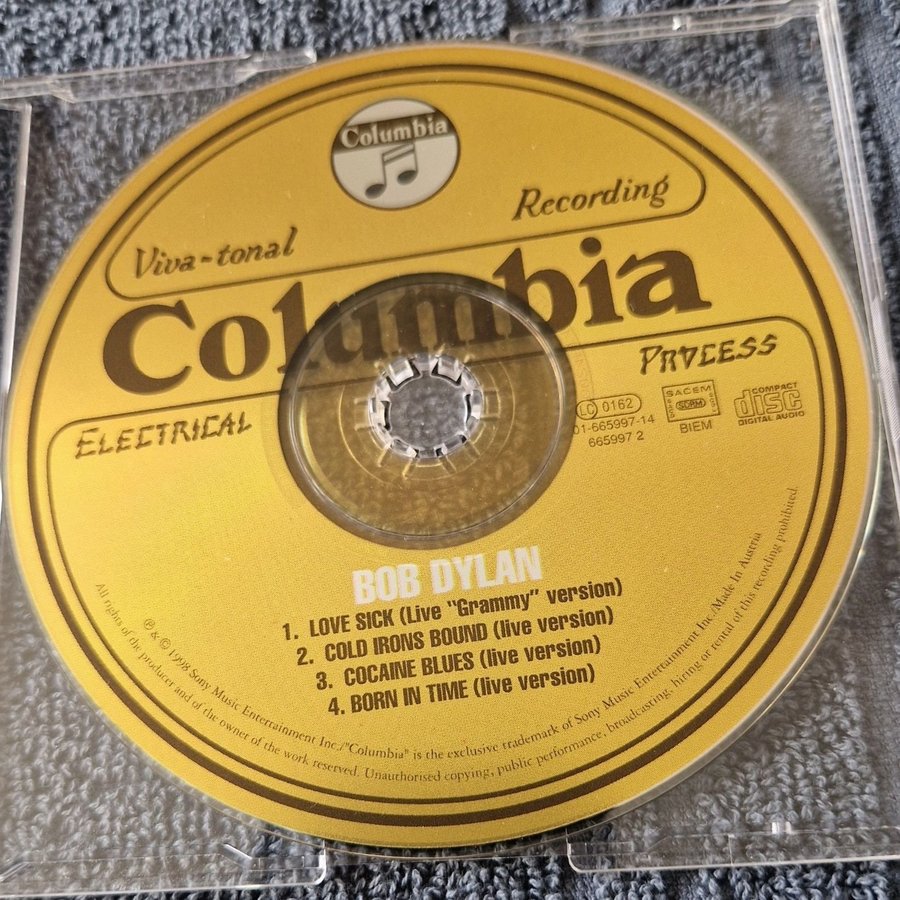 Columbia
Viva-tonal Recording
Columbia
ELECTRICAL PROCESS
LC 0162
01-665997-14
665997 2
SACEM
SDRM
BIEM
COMPACT
disc
DIGITAL AUDIO
BOB DYLAN
1. LOVE SICK (Live "Grammy" version)
2. COLD IRONS BOUND (live version)
3. COCAINE BLUES (live version)
4. BORN IN TIME (live version)
℗ & © 1998 Sony Music Entertainment Inc./"Columbia" is the exclusive trademark of Sony Music Entertainment Inc./Made In Austria
All rights of the producer and of the owner of the work reserved. Unauthorised copying, public performance, broadcasting, hiring or rental of this recording prohibited.